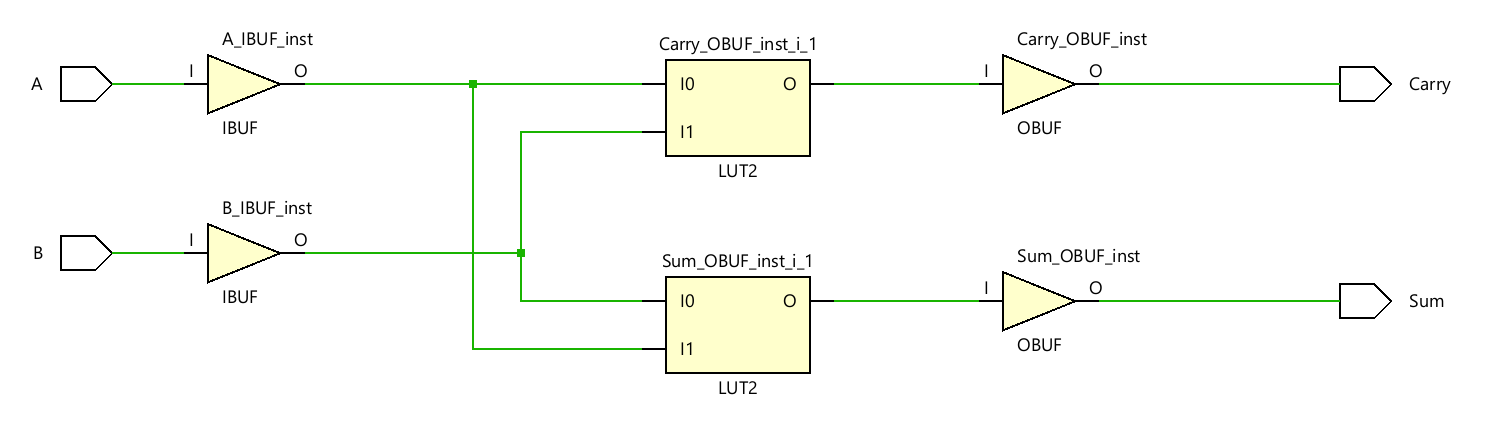 A_IBUF_inst
Carry_OBUF_inst_i_1
Carry_OBUF_inst
A
I
O
I0
O
I
O
Carry
IBUF
I1
OBUF
LUT2
B_IBUF_inst
B
I
O
IBUF
Sum_OBUF_inst_i_1
Sum_OBUF_inst
I0
O
I
O
Sum
I1
OBUF
LUT2